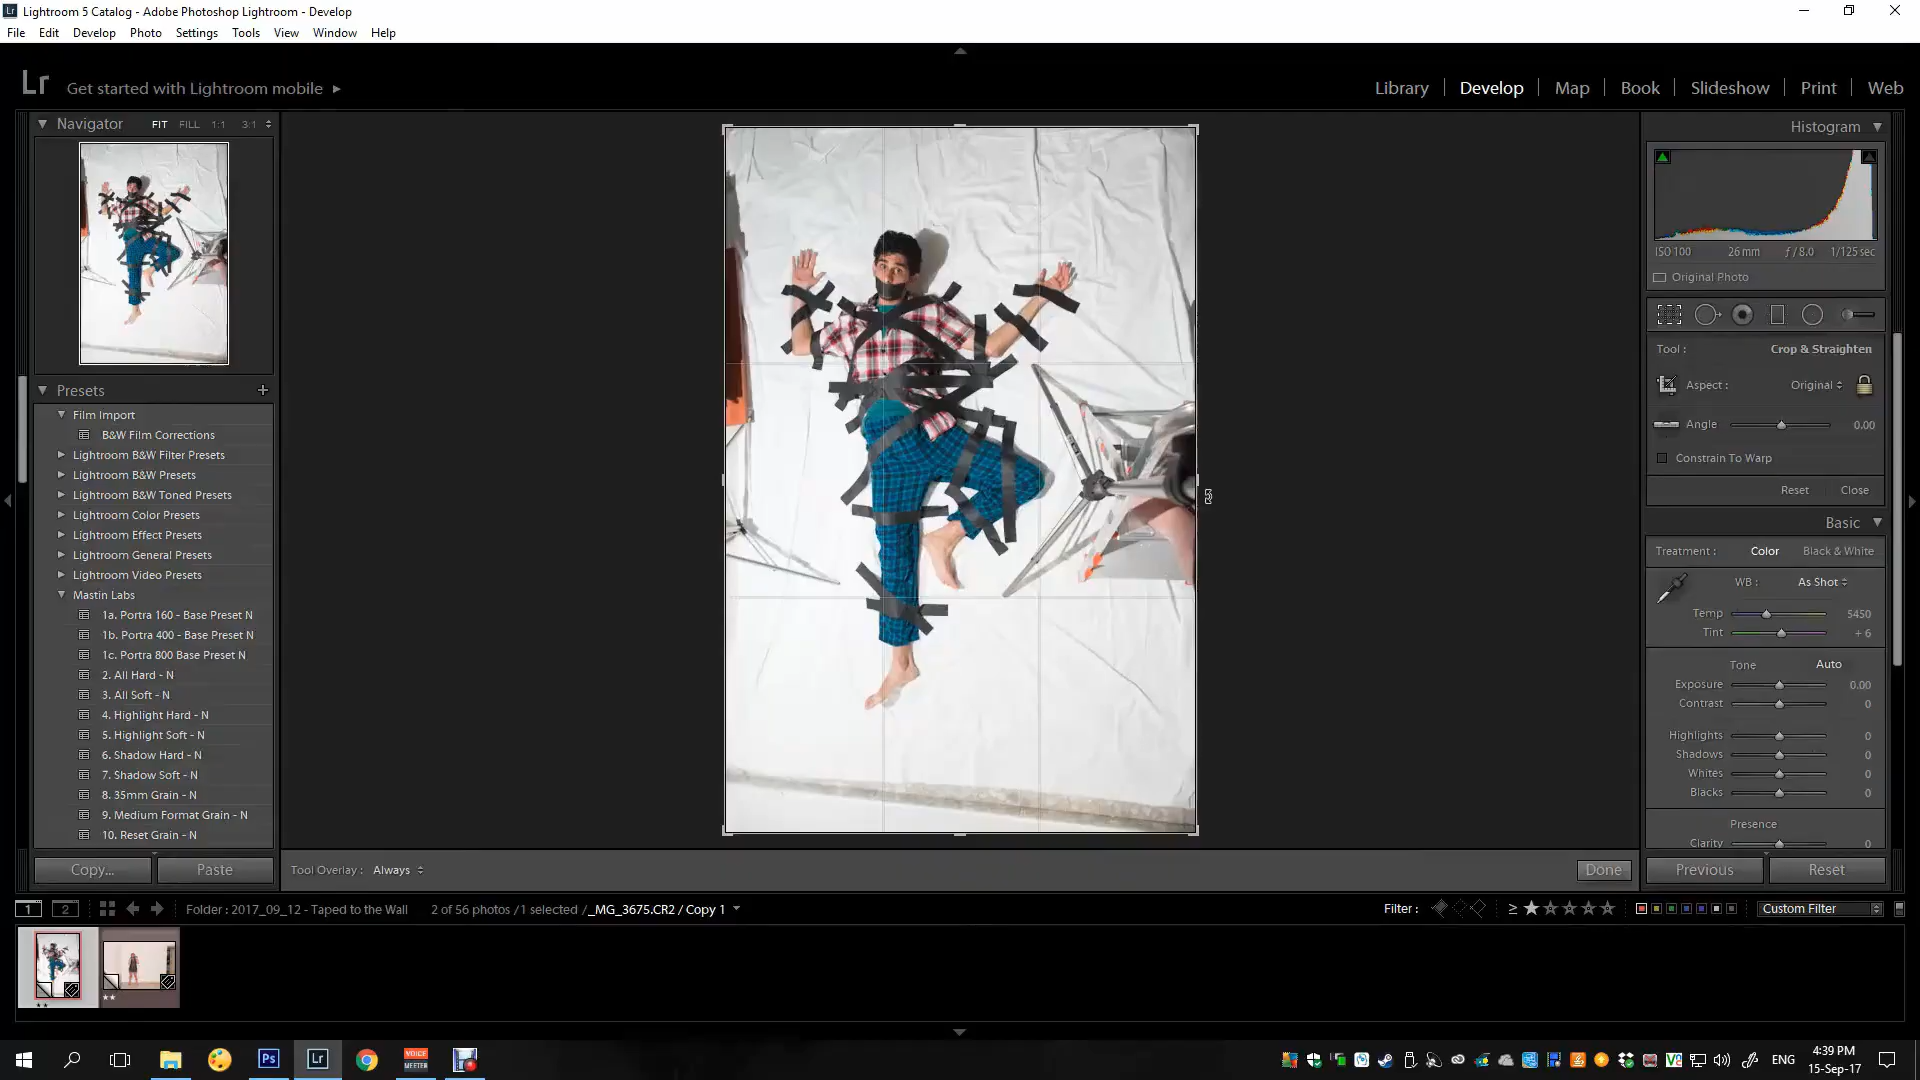 Lr Lightroom 5 Catalog - Adobe Photoshop Lightroom - Develop
File Edit Develop Photo Settings Tools View Window Help
Lr Get started with Lightroom mobile
Library Develop Map Book Slideshow Print Web
Navigator FIT FILL 1:1 3:1
Histogram
ISO 100 26 mm ƒ / 8.0 1/125 sec
Original Photo
Tool : Crop & Straighten
Aspect : Original
Angle 0.00
Constrain To Warp
Reset Close
Basic
Treatment : Color Black & White
WB : As Shot
Temp 5450
Tint + 6
Tone Auto
Exposure 0.00
Contrast 0
Highlights 0
Shadows 0
Whites 0
Blacks 0
Presence
Clarity 0
Previous Reset
Presets +
Film Import
B&W Film Corrections
Lightroom B&W Filter Presets
Lightroom B&W Presets
Lightroom B&W Toned Presets
Lightroom Color Presets
Lightroom Effect Presets
Lightroom General Presets
Lightroom Video Presets
Mastin Labs
1a. Portra 160 - Base Preset N
1b. Portra 400 - Base Preset N
1c. Portra 800 Base Preset N
2. All Hard - N
3. All Soft - N
4. Highlight Hard - N
5. Highlight Soft - N
6. Shadow Hard - N
7. Shadow Soft - N
8. 35mm Grain - N
9. Medium Format Grain - N
10. Reset Grain - N
Copy... Paste
Tool Overlay : Always Done
1 2 Folder : 2017_09_12 - Taped to the Wall 2 of 56 photos /1 selected /_MG_3675.CR2 / Copy 1 Filter : ≥ Custom Filter
Ps Lr VOICE MEETER
ENG 4:39 PM
15-Sep-17